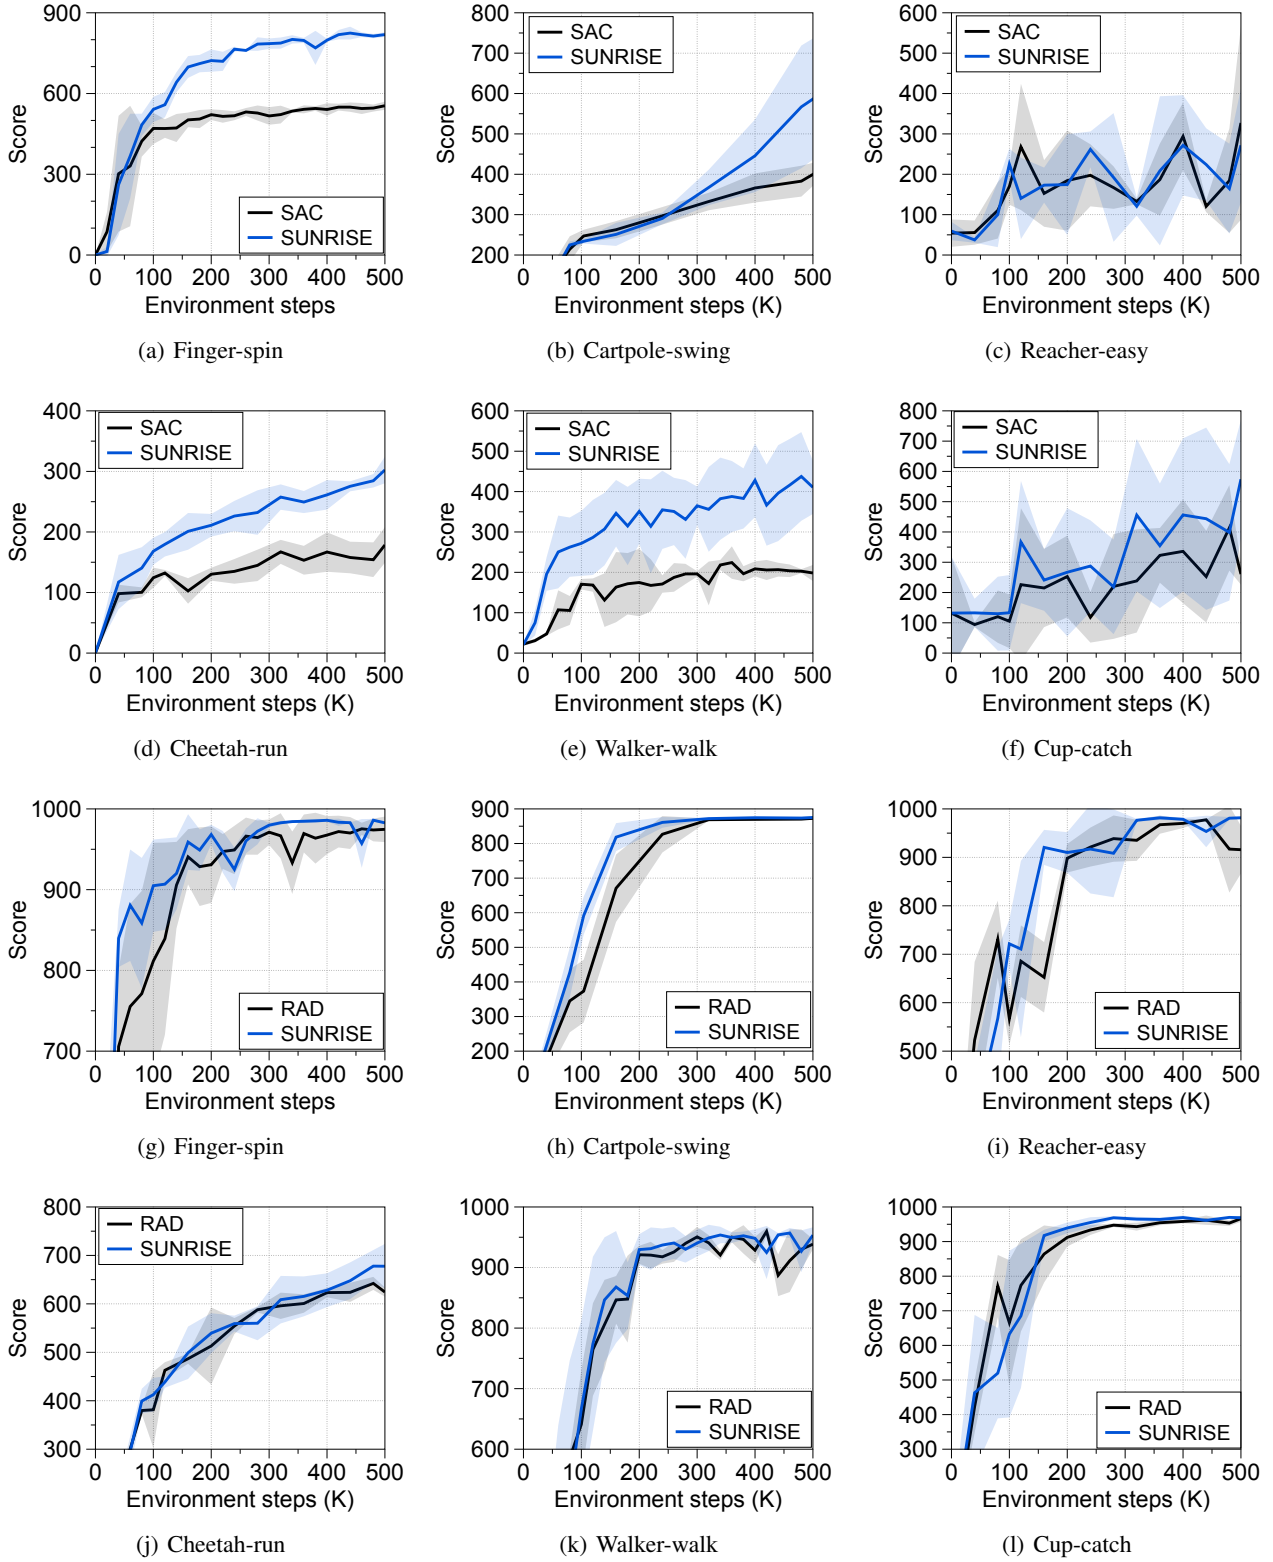 900
600
300
0
Score
SAC
SUNRISE
0 100 200 300 400 500
Environment steps
(a) Finger-spin
800
700
600
500
400
300
200
Score
SAC
SUNRISE
0 100 200 300 400 500
Environment steps (K)
(b) Cartpole-swing
600
500
400
300
200
100
0
Score
SAC
SUNRISE
0 100 200 300 400 500
Environment steps (K)
(c) Reacher-easy
400
300
200
100
0
Score
SAC
SUNRISE
0 100 200 300 400 500
Environment steps (K)
(d) Cheetah-run
600
500
400
300
200
100
0
Score
SAC
SUNRISE
0 100 200 300 400 500
Environment steps (K)
(e) Walker-walk
800
700
600
500
400
300
200
100
0
Score
SAC
SUNRISE
0 100 200 300 400 500
Environment steps (K)
(f) Cup-catch
1000
900
800
700
Score
RAD
SUNRISE
0 100 200 300 400 500
Environment steps
(g) Finger-spin
900
800
700
600
500
400
300
200
Score
RAD
SUNRISE
0 100 200 300 400 500
Environment steps (K)
(h) Cartpole-swing
1000
900
800
700
600
500
Score
RAD
SUNRISE
0 100 200 300 400 500
Environment steps (K)
(i) Reacher-easy
800
700
600
500
400
300
Score
RAD
SUNRISE
0 100 200 300 400 500
Environment steps (K)
(j) Cheetah-run
1000
900
800
700
600
Score
RAD
SUNRISE
0 100 200 300 400 500
Environment steps (K)
(k) Walker-walk
1000
900
800
700
600
500
400
300
Score
RAD
SUNRISE
0 100 200 300 400 500
Environment steps (K)
(l) Cup-catch